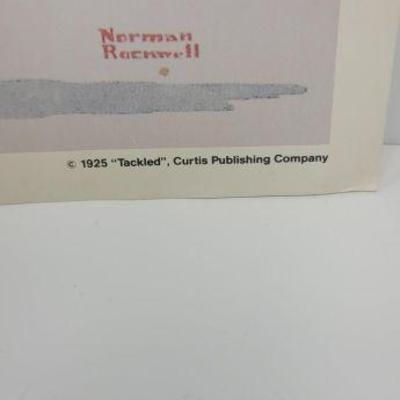 Norman
Rockwell
© 1925 "Tackled", Curtis Publishing Company